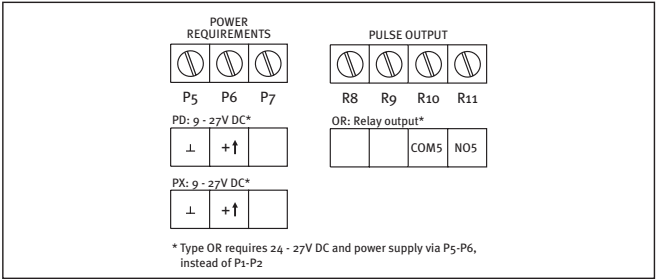 POWER
REQUIREMENTS
PULSE OUTPUT
P5 P6 P7
R8 R9 R10 R11
PD: 9 - 27V DC*
OR: Relay output*
⊥ +↑
COM5 NO5
PX: 9 - 27V DC*
⊥ +↑
* Type OR requires 24 - 27V DC and power supply via P5-P6,
instead of P1-P2